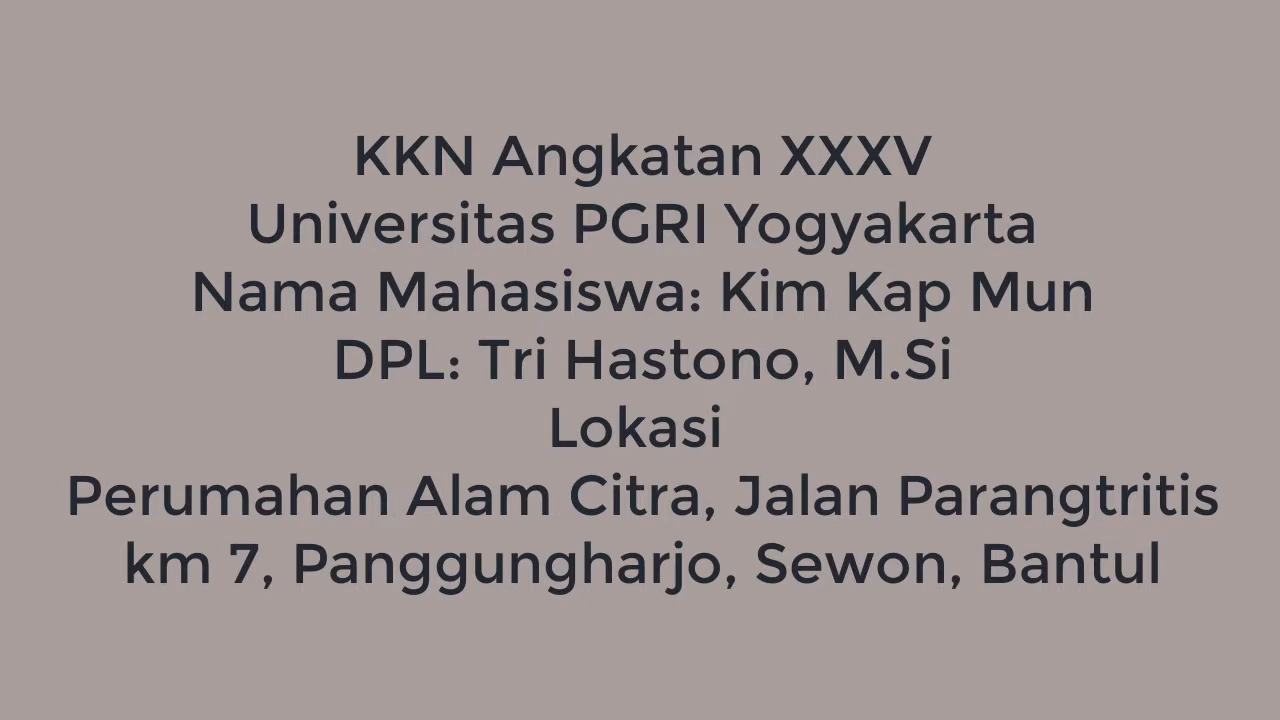 KKN Angkatan XXXV
Universitas PGRI Yogyakarta
Nama Mahasiswa: Kim Kap Mun
DPL: Tri Hastono, M.Si
Lokasi
Perumahan Alam Citra, Jalan Parangtritis
km 7, Panggungharjo, Sewon, Bantul